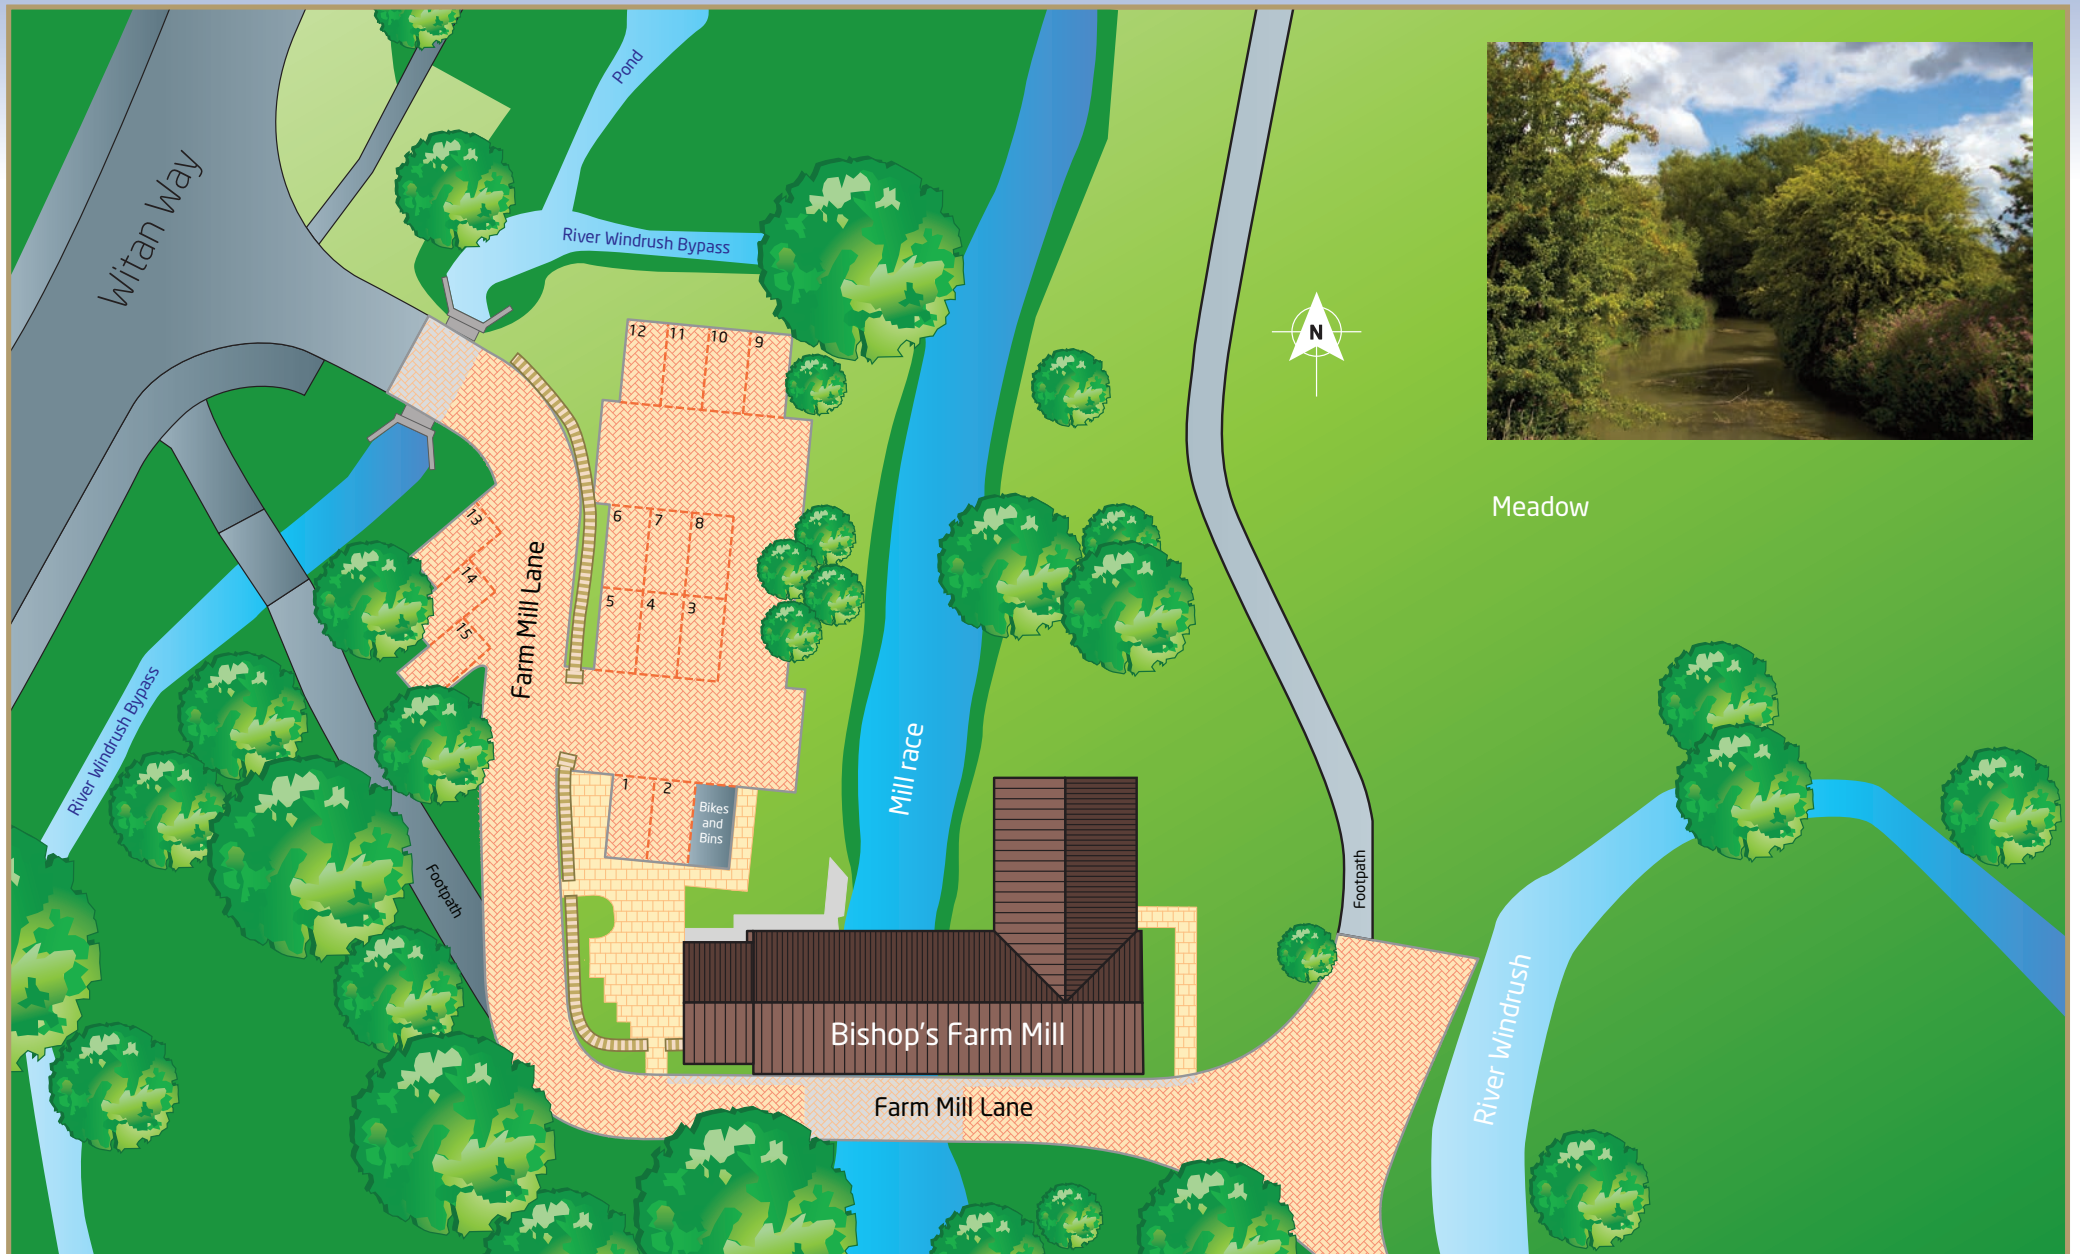 Pond
Witan Way
River Windrush Bypass
N
12
11
10
9
Meadow
13
6
7
8
14
5
4
3
15
Farm Mill Lane
River Windrush Bypass
Mill race
1
2
Bikes
and
Bins
Footpath
Footpath
River Windrush
Bishop's Farm Mill
Farm Mill Lane